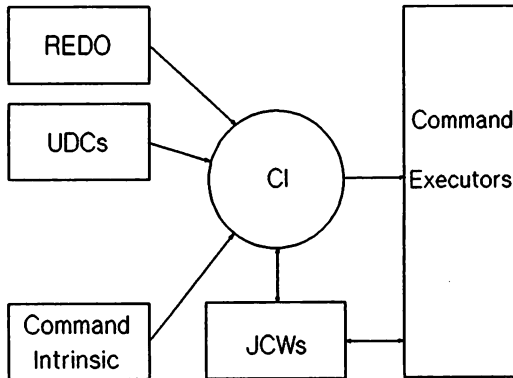 REDO
UDCs
CI
Command
Executors
Command
Intrinsic
JCWs